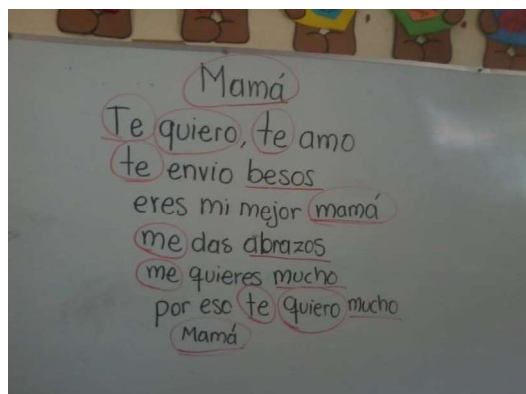 Mamá
Te quiero, te amo
te envio besos
eres mi mejor mamá
me das abrazos
me quieres mucho
por eso te quiero mucho
Mamá